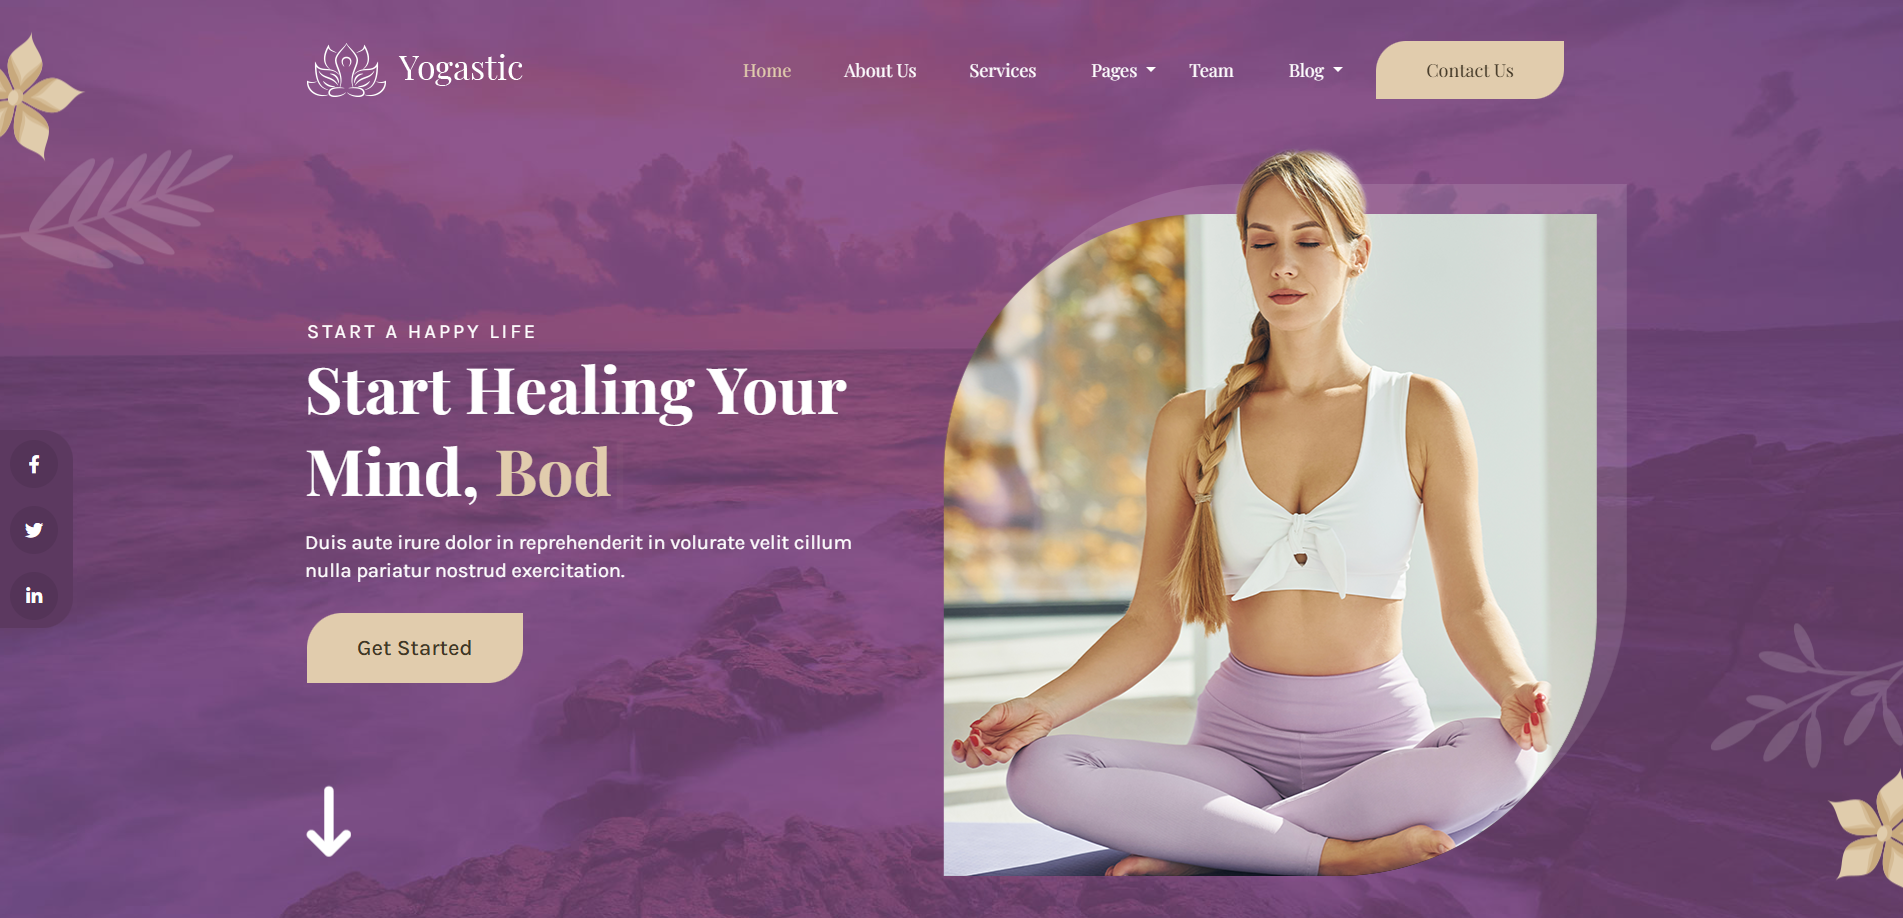 Yogastic
Home About Us Services Pages Team Blog Contact Us
START A HAPPY LIFE
Start Healing Your
Mind, Bod
Duis aute irure dolor in reprehenderit in volurate velit cillum
nulla pariatur nostrud exercitation.
Get Started